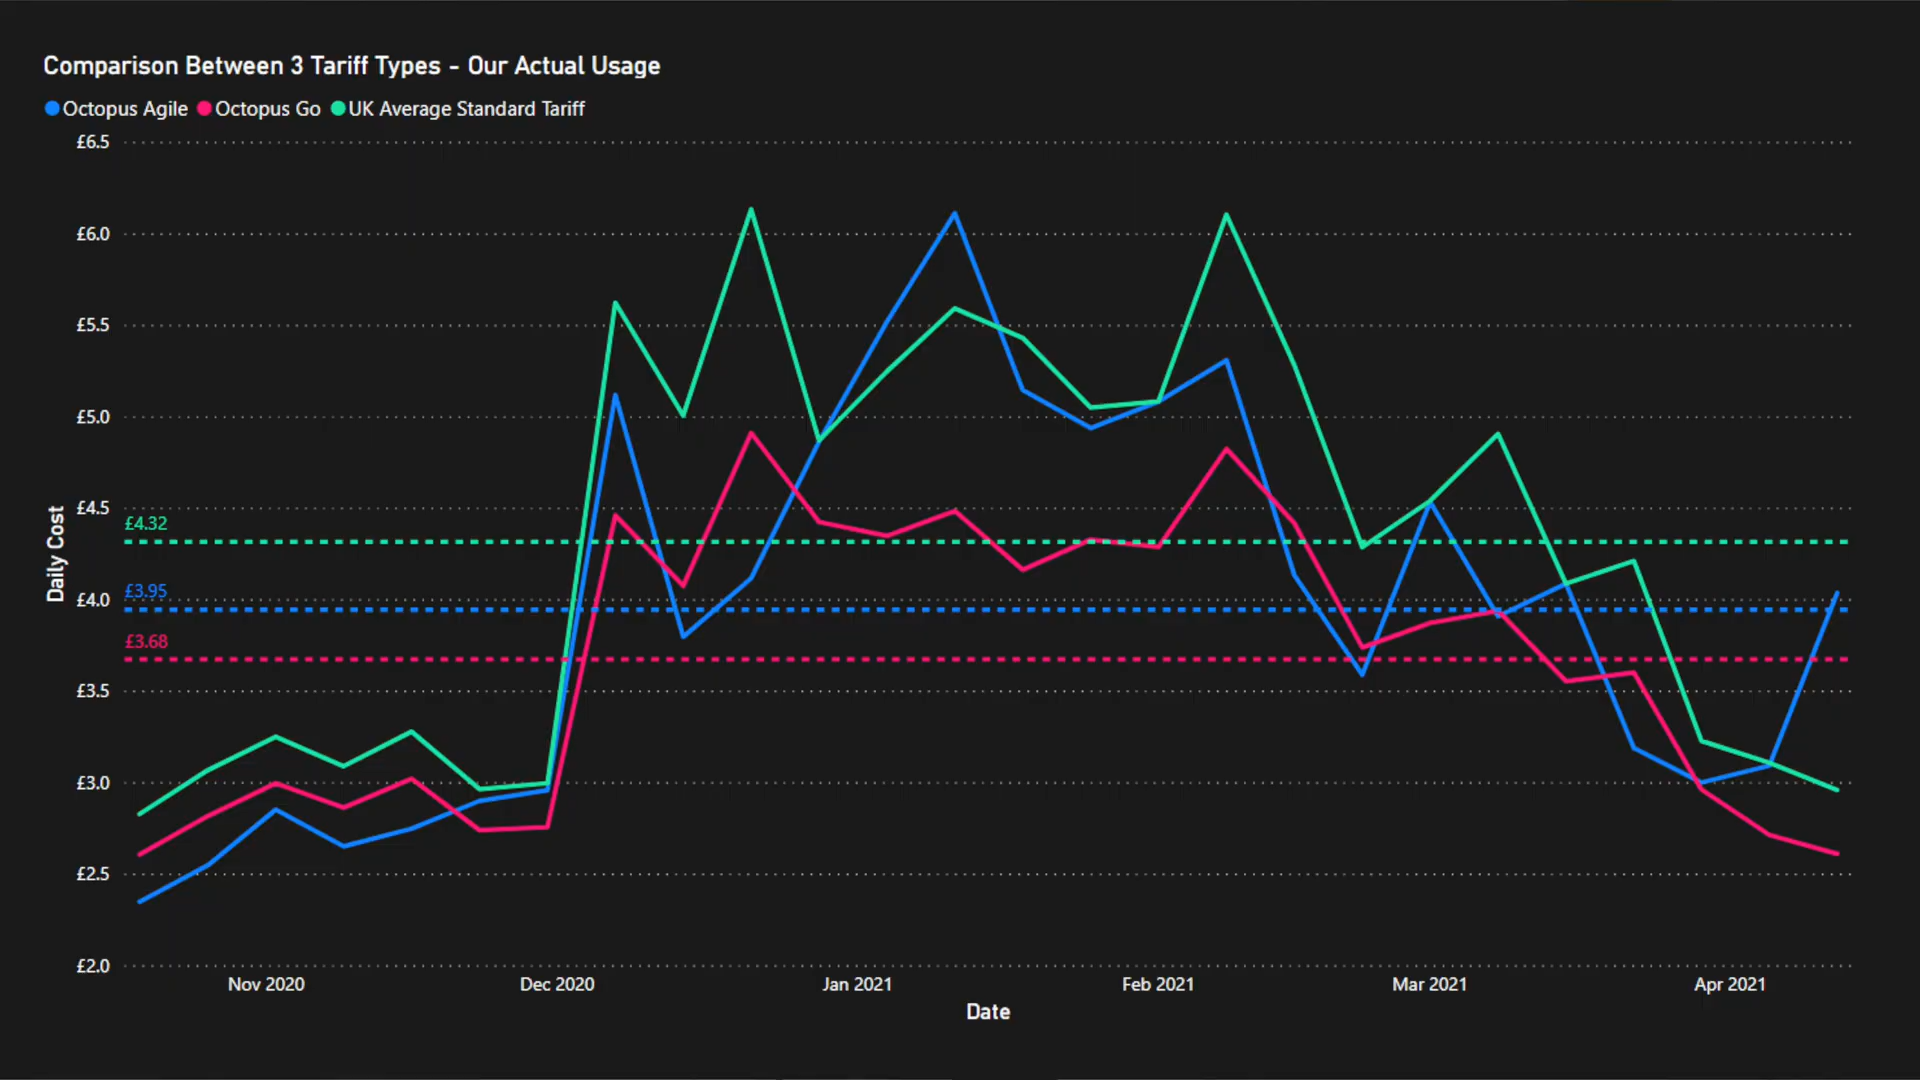 Comparison Between 3 Tariff Types - Our Actual Usage
Octopus Agile Octopus Go UK Average Standard Tariff
£6.5
£6.0
£5.5
£5.0
£4.5
£4.32
£4.0
£3.95
£3.68
£3.5
£3.0
£2.5
£2.0
Daily Cost
Nov 2020 Dec 2020 Jan 2021 Feb 2021 Mar 2021 Apr 2021
Date